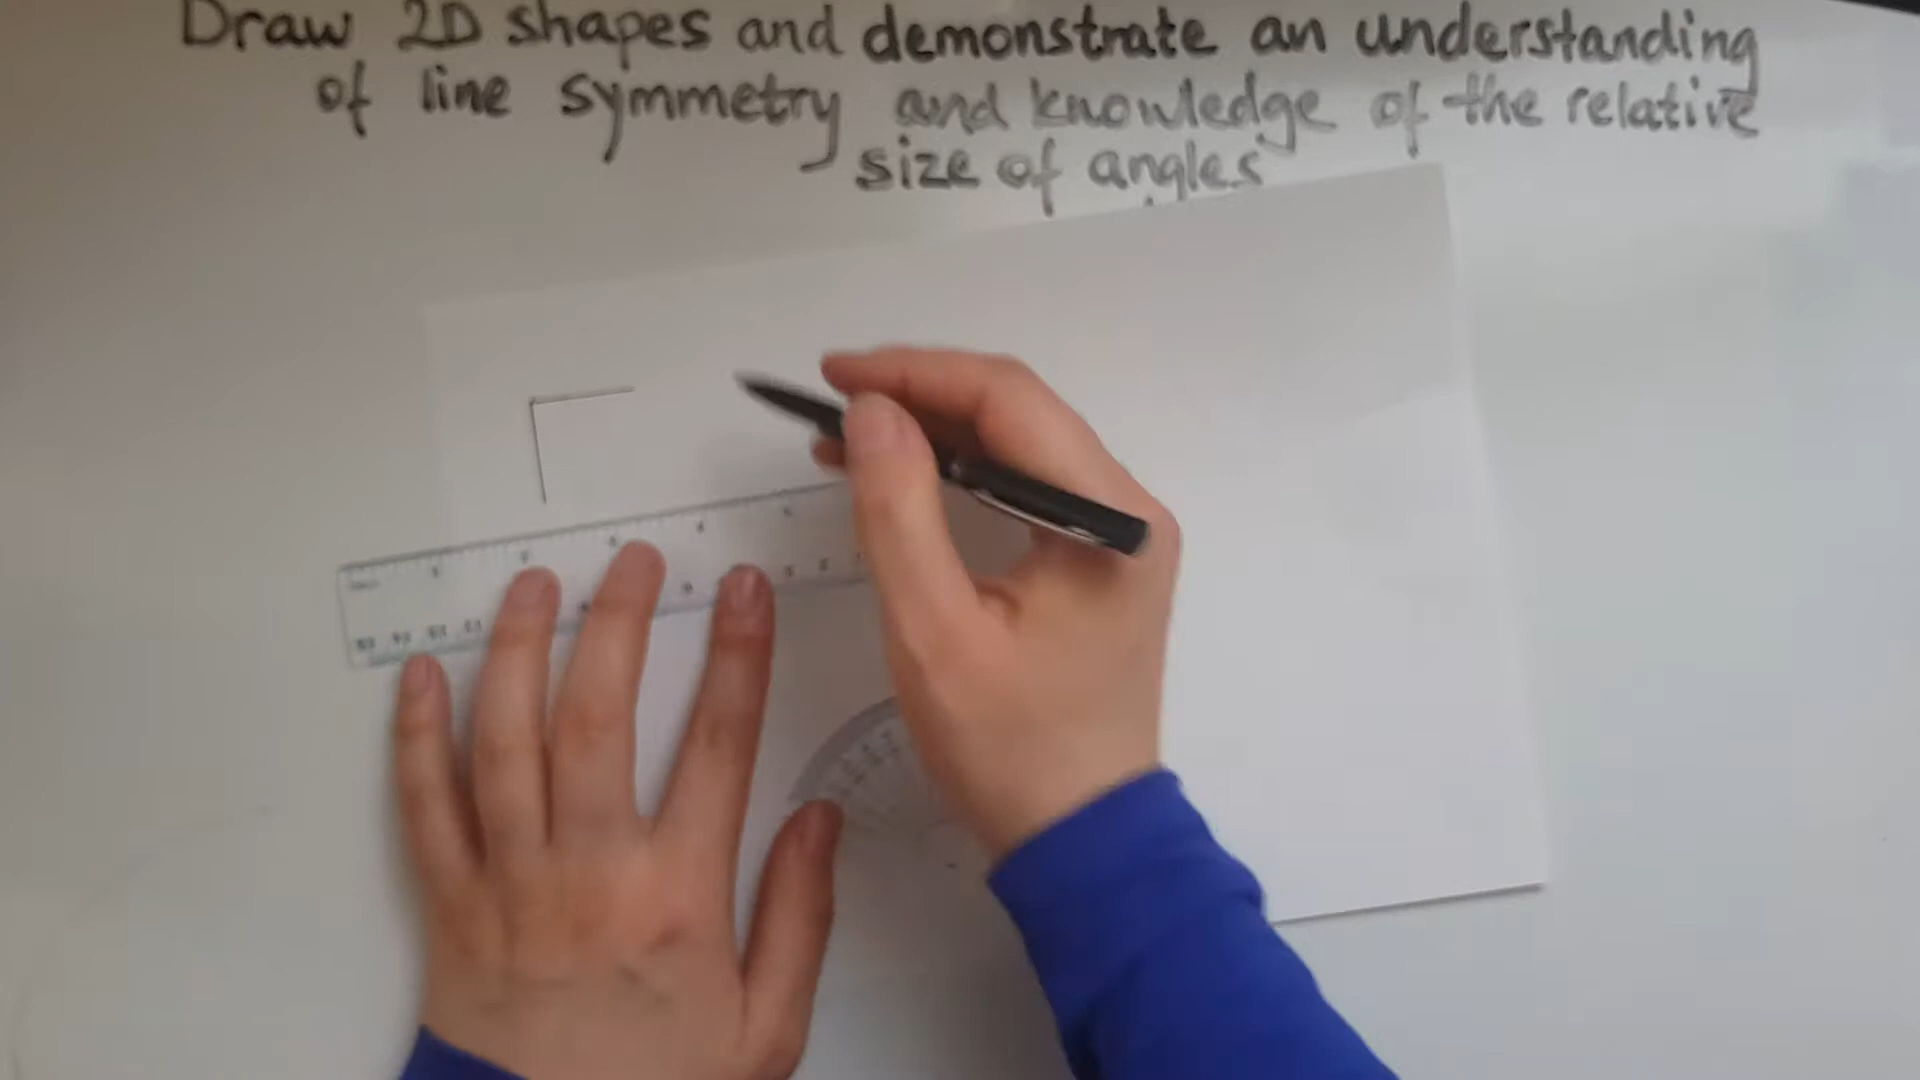 Draw 2D shapes and demonstrate an understanding
of line symmetry and knowledge of the relative
size of angles